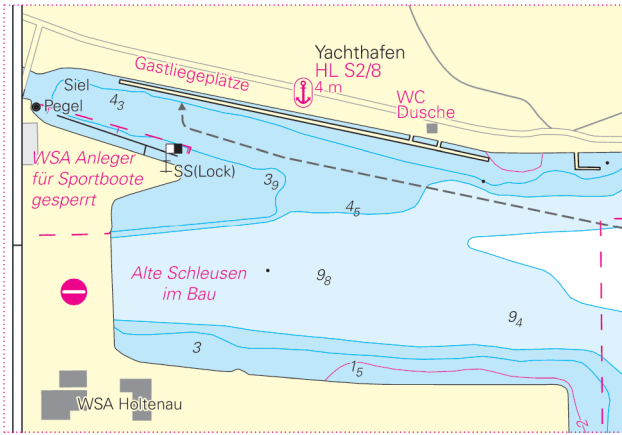 Yachthafen
HL S2/8
4 m
Gastliegeplätze
WC
Dusche
Siel
4₃
Pegel
WSA Anleger
für Sportboote
gesperrt
SS(Lock)
3₉
4₅
Alte Schleusen
im Bau
9₈
9₄
3
1₅
2
WSA Holtenau